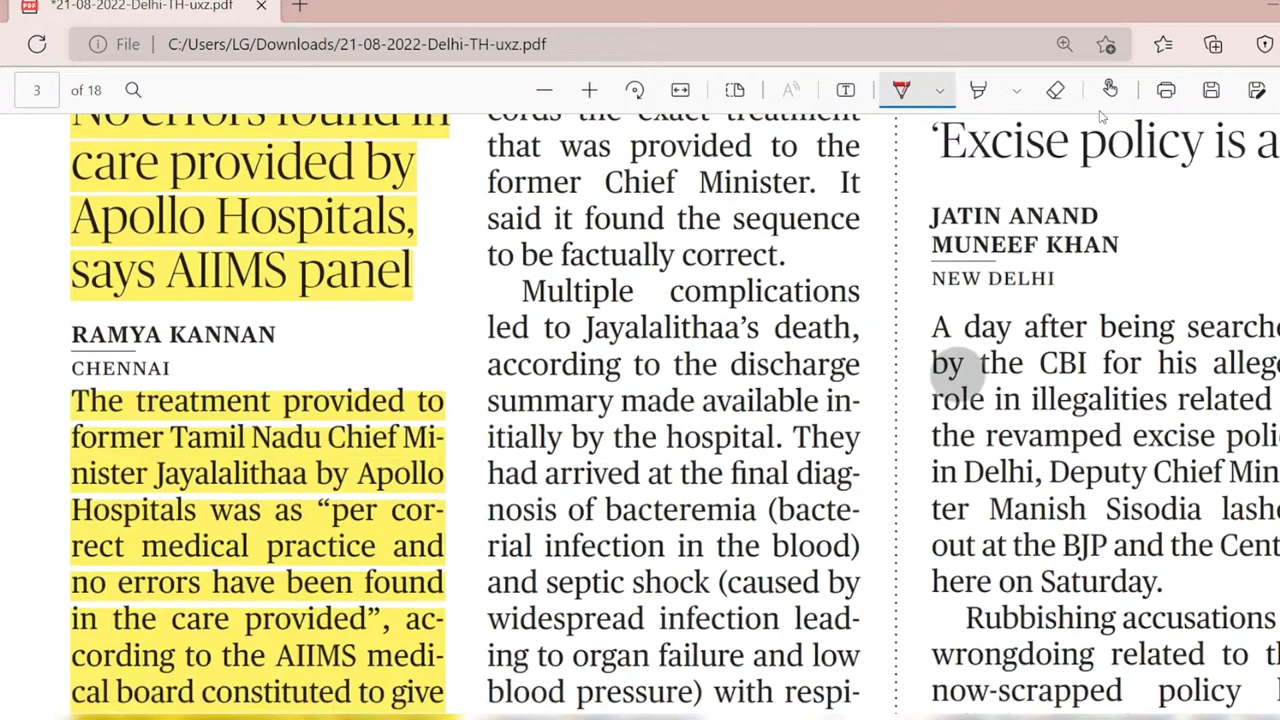 *21-08-2022-Delhi-TH-uxz.pdf
File
C:/Users/LG/Downloads/21-08-2022-Delhi-TH-uxz.pdf
3 of 18
No errors found in
care provided by
Apollo Hospitals,
says AIIMS panel
RAMYA KANNAN
CHENNAI
The treatment provided to
former Tamil Nadu Chief Mi-
nister Jayalalithaa by Apollo
Hospitals was as “per cor-
rect medical practice and
no errors have been found
in the care provided”, ac-
cording to the AIIMS medi-
cal board constituted to give
cords the exact treatment
that was provided to the
former Chief Minister. It
said it found the sequence
to be factually correct.
Multiple complications
led to Jayalalithaa’s death,
according to the discharge
summary made available in-
itially by the hospital. They
had arrived at the final diag-
nosis of bacteremia (bacte-
rial infection in the blood)
and septic shock (caused by
widespread infection lead-
ing to organ failure and low
blood pressure) with respi-
‘Excise policy is a
JATIN ANAND
MUNEEF KHAN
NEW DELHI
A day after being searche
by the CBI for his allege
role in illegalities related
the revamped excise poli
in Delhi, Deputy Chief Min
ter Manish Sisodia lashe
out at the BJP and the Cent
here on Saturday.
Rubbishing accusations
wrongdoing related to th
now-scrapped policy